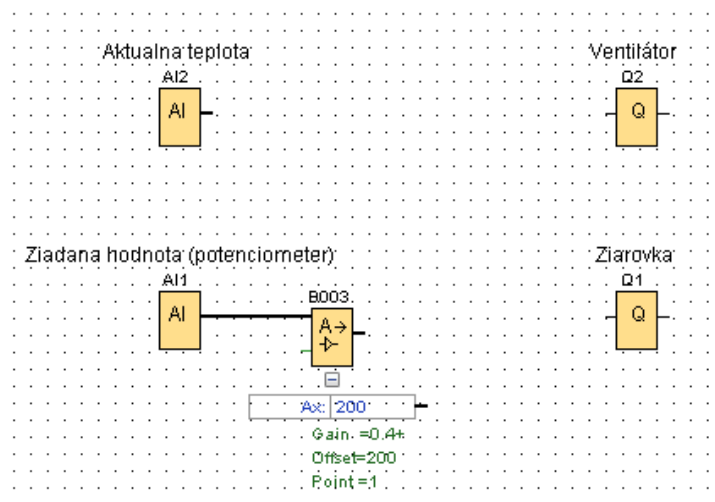 Aktualna teplota
Ventilátor
AI2
Q2
AI
Q
Ziadana hodnota (potenciometer)
Ziarovka
AI1
Q1
B003
AI
A→
Q
Ax: 200
Gain =0.4+
Offset=200
Point =1